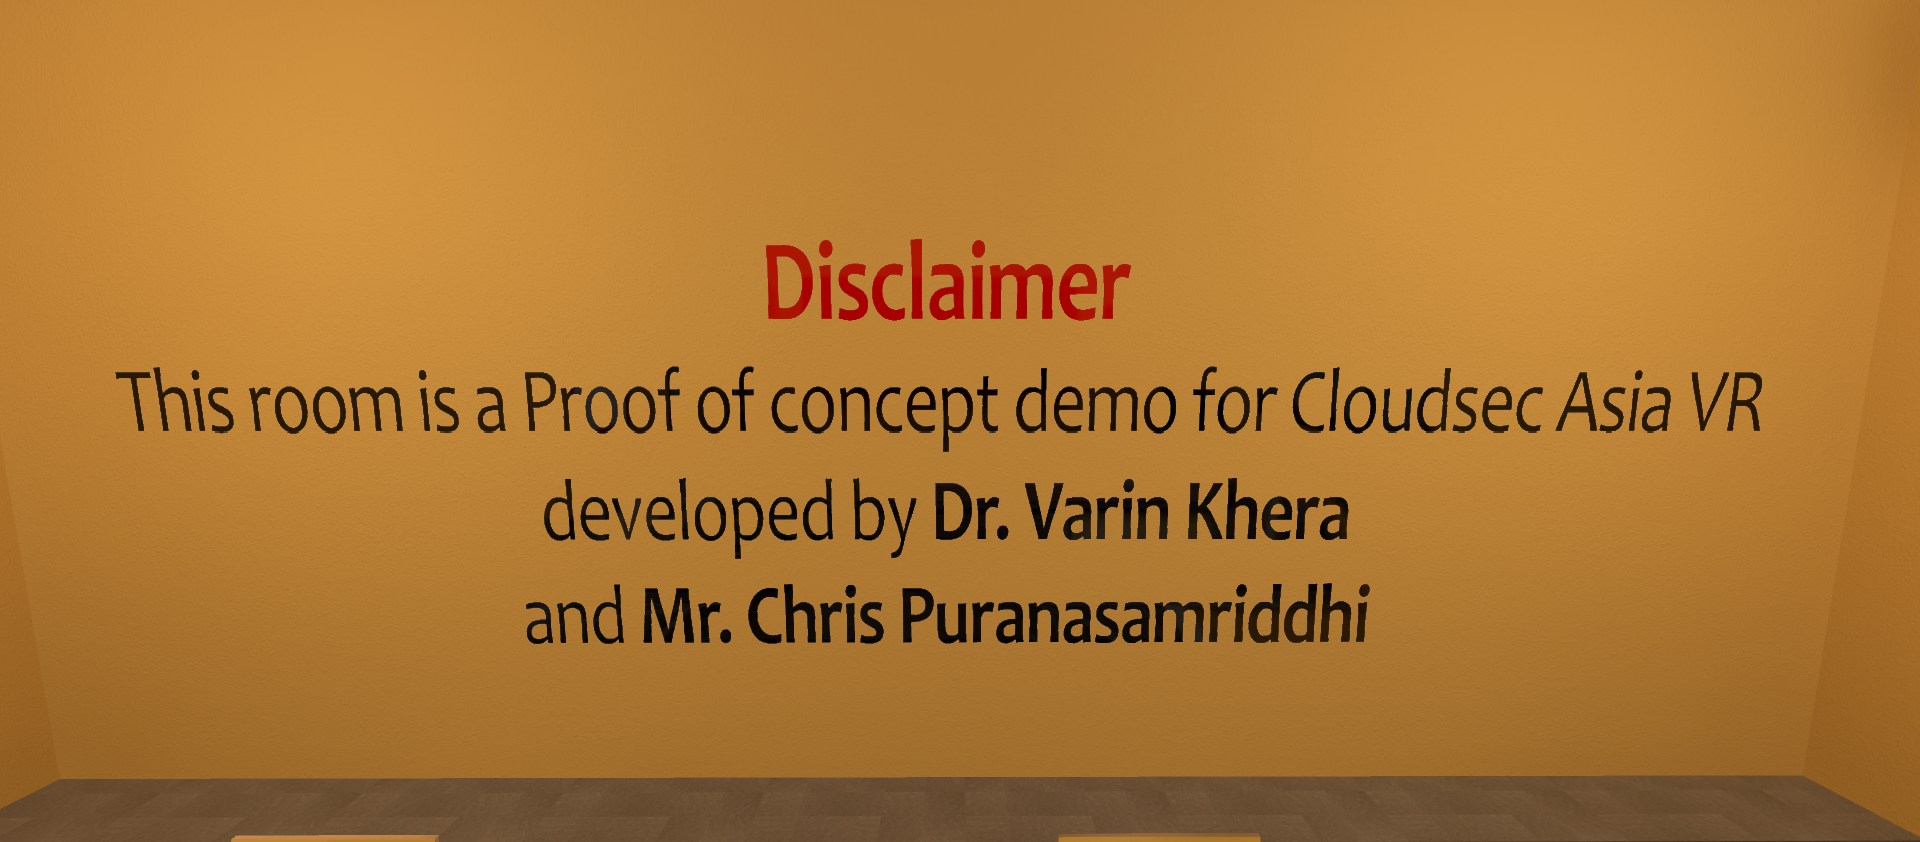 Disclaimer
This room is a Proof of concept demo for Cloudsec Asia VR
developed by Dr. Varin Khera
and Mr. Chris Puranasamriddhi